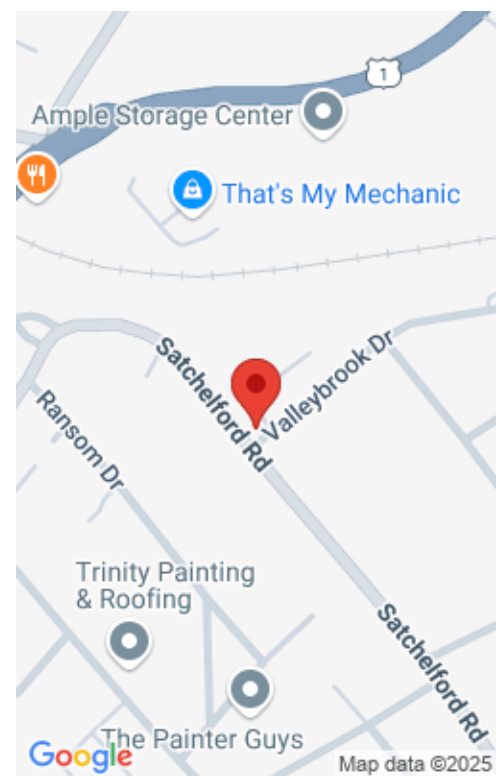 1
Ample Storage Center
That's My Mechanic
Satchelford Rd
Valleybrook Dr
Ransom Dr
Trinity Painting
& Roofing
Satchelford Rd
The Painter Guys
Google
Map data ©2025